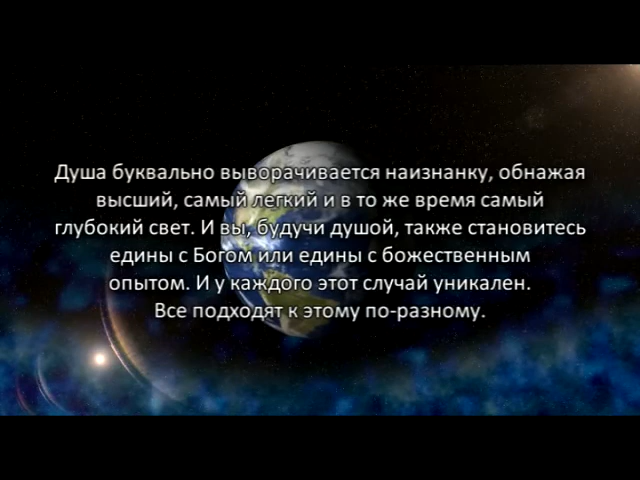 Душа буквально выворачивается наизнанку, обнажая
высший, самый легкий и в то же время самый
глубокий свет. И вы, будучи душой, также становитесь
едины с Богом или едины с божественным
опытом. И у каждого этот случай уникален.
Все подходят к этому по-разному.